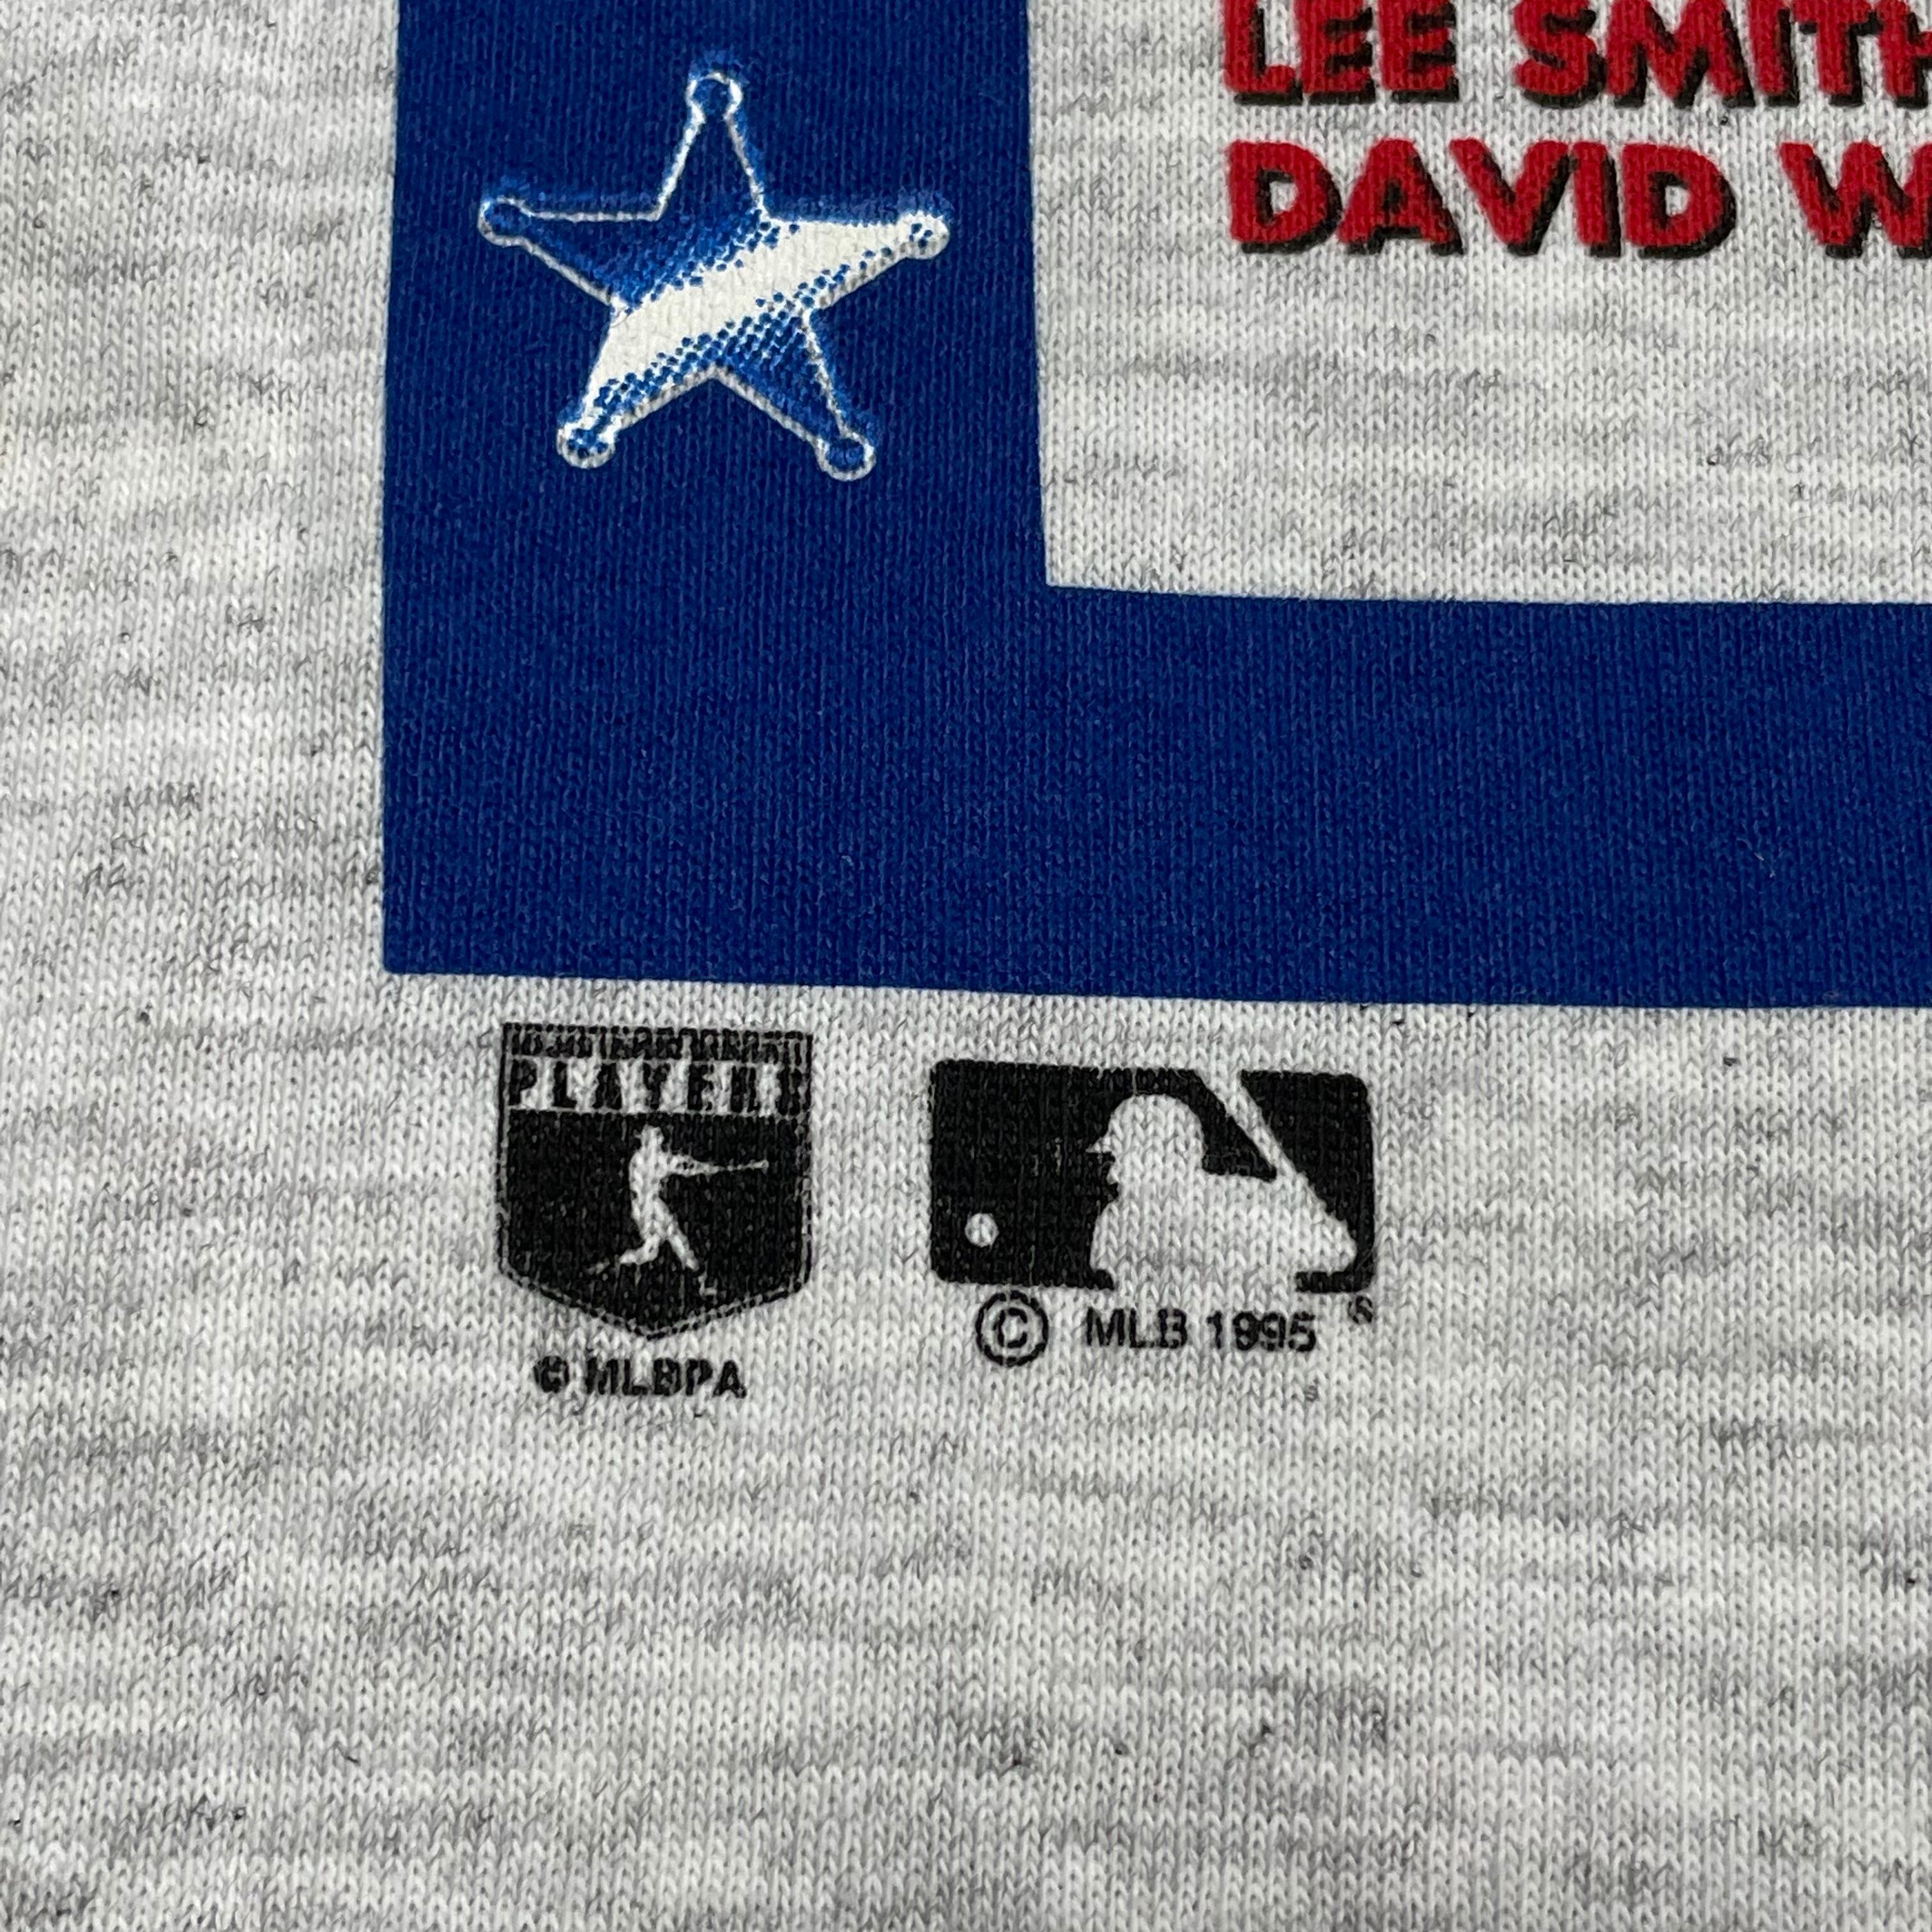 LEE SMITH
DAVID W
PLAYERS
© MLBPA
© MLB 1995